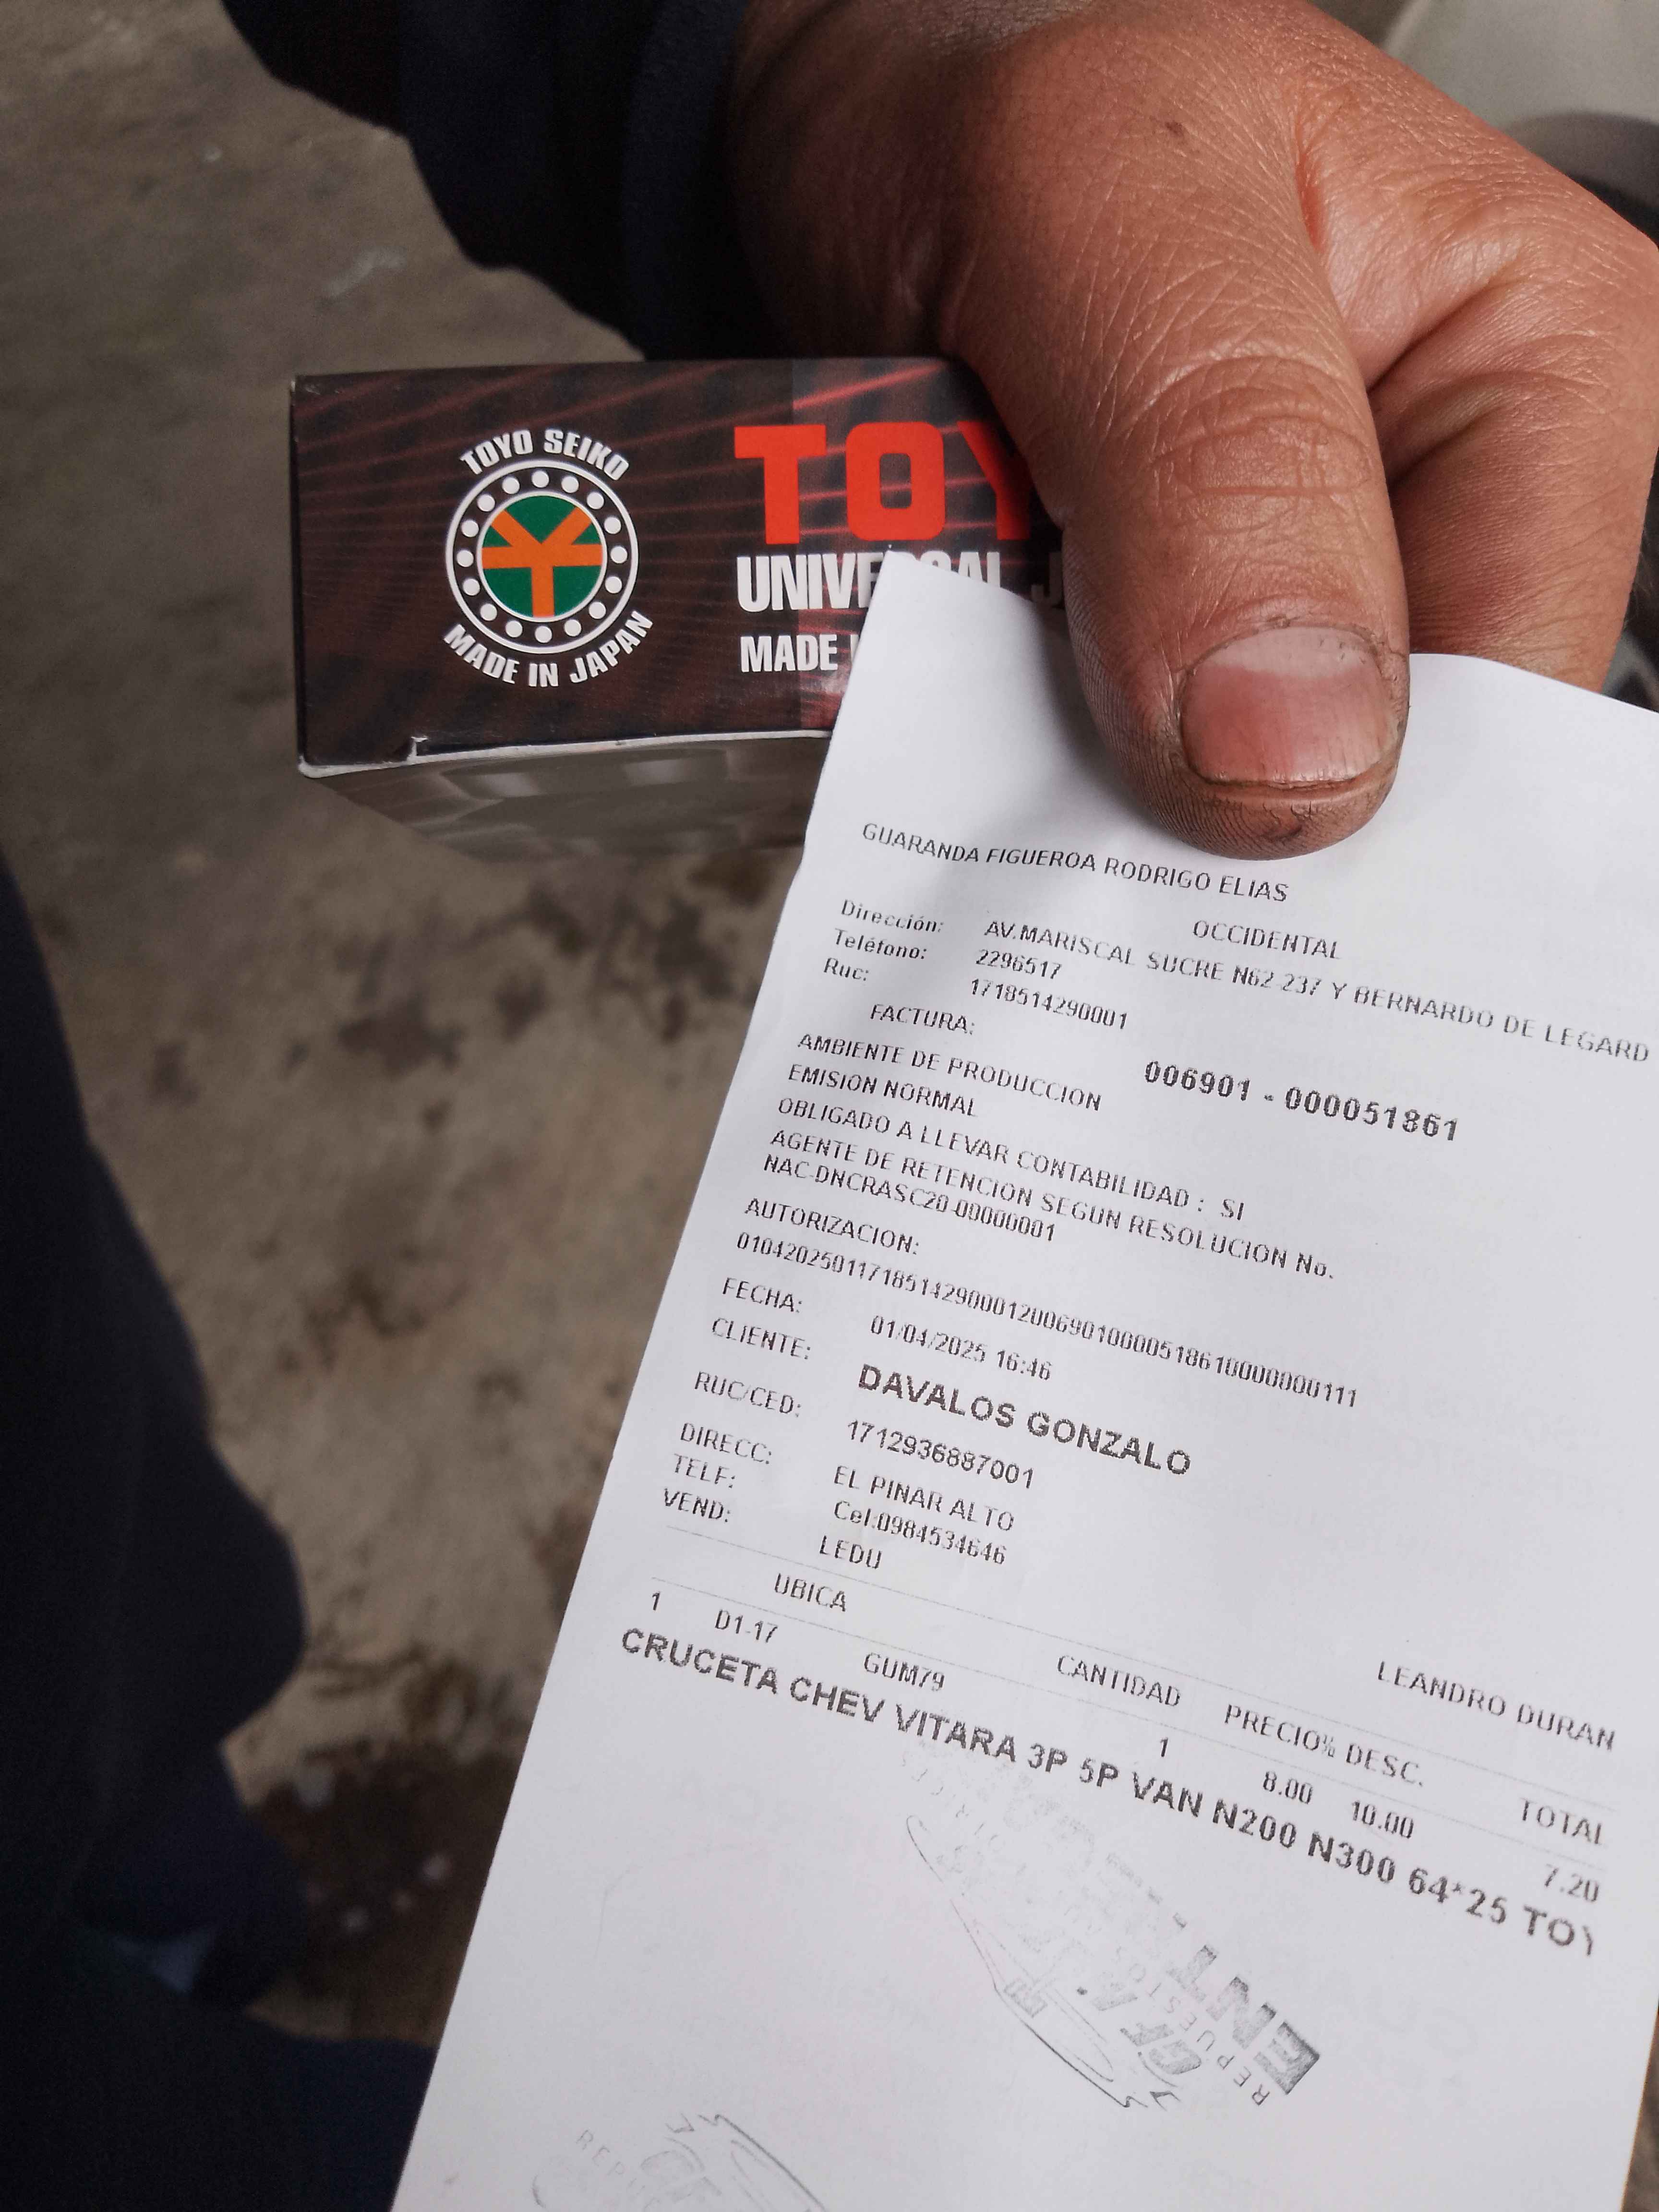 TOYO SEIKO
MADE IN JAPAN
TOY
MADE
GUARANDA FIGUEROA RODRIGO ELIAS
OCCIDENTAL
Dirección: AV.MARISCAL SUCRE N62-237 Y BERNARDO DE LEGARD
Teléfono: 2296517
Ruc: 1718514290001
FACTURA: 006901 - 000051861
AMBIENTE DE PRODUCCION
EMISION NORMAL
OBLIGADO A LLEVAR CONTABILIDAD : SI
AGENTE DE RETENCION SEGUN RESOLUCION No.
NAC-DNCRASC20-00000001
AUTORIZACION:
0104202501171851429000120069010000518610000000111
FECHA: 01/04/2025 16:46
CLIENTE: DAVALOS GONZALO
RUC/CED: 1712936887001
DIRECC: EL PINAR ALTO
TELF: Cel:0984534646
VEND: LEDU LEANDRO DURAN
UBICA CANTIDAD PRECIO% DESC. TOTAL
1 D1-17 GUM79 1 8.00 10.00 7.20
CRUCETA CHEV VITARA 3P 5P VAN N200 N300 64*25 TOY
REPUESTOS